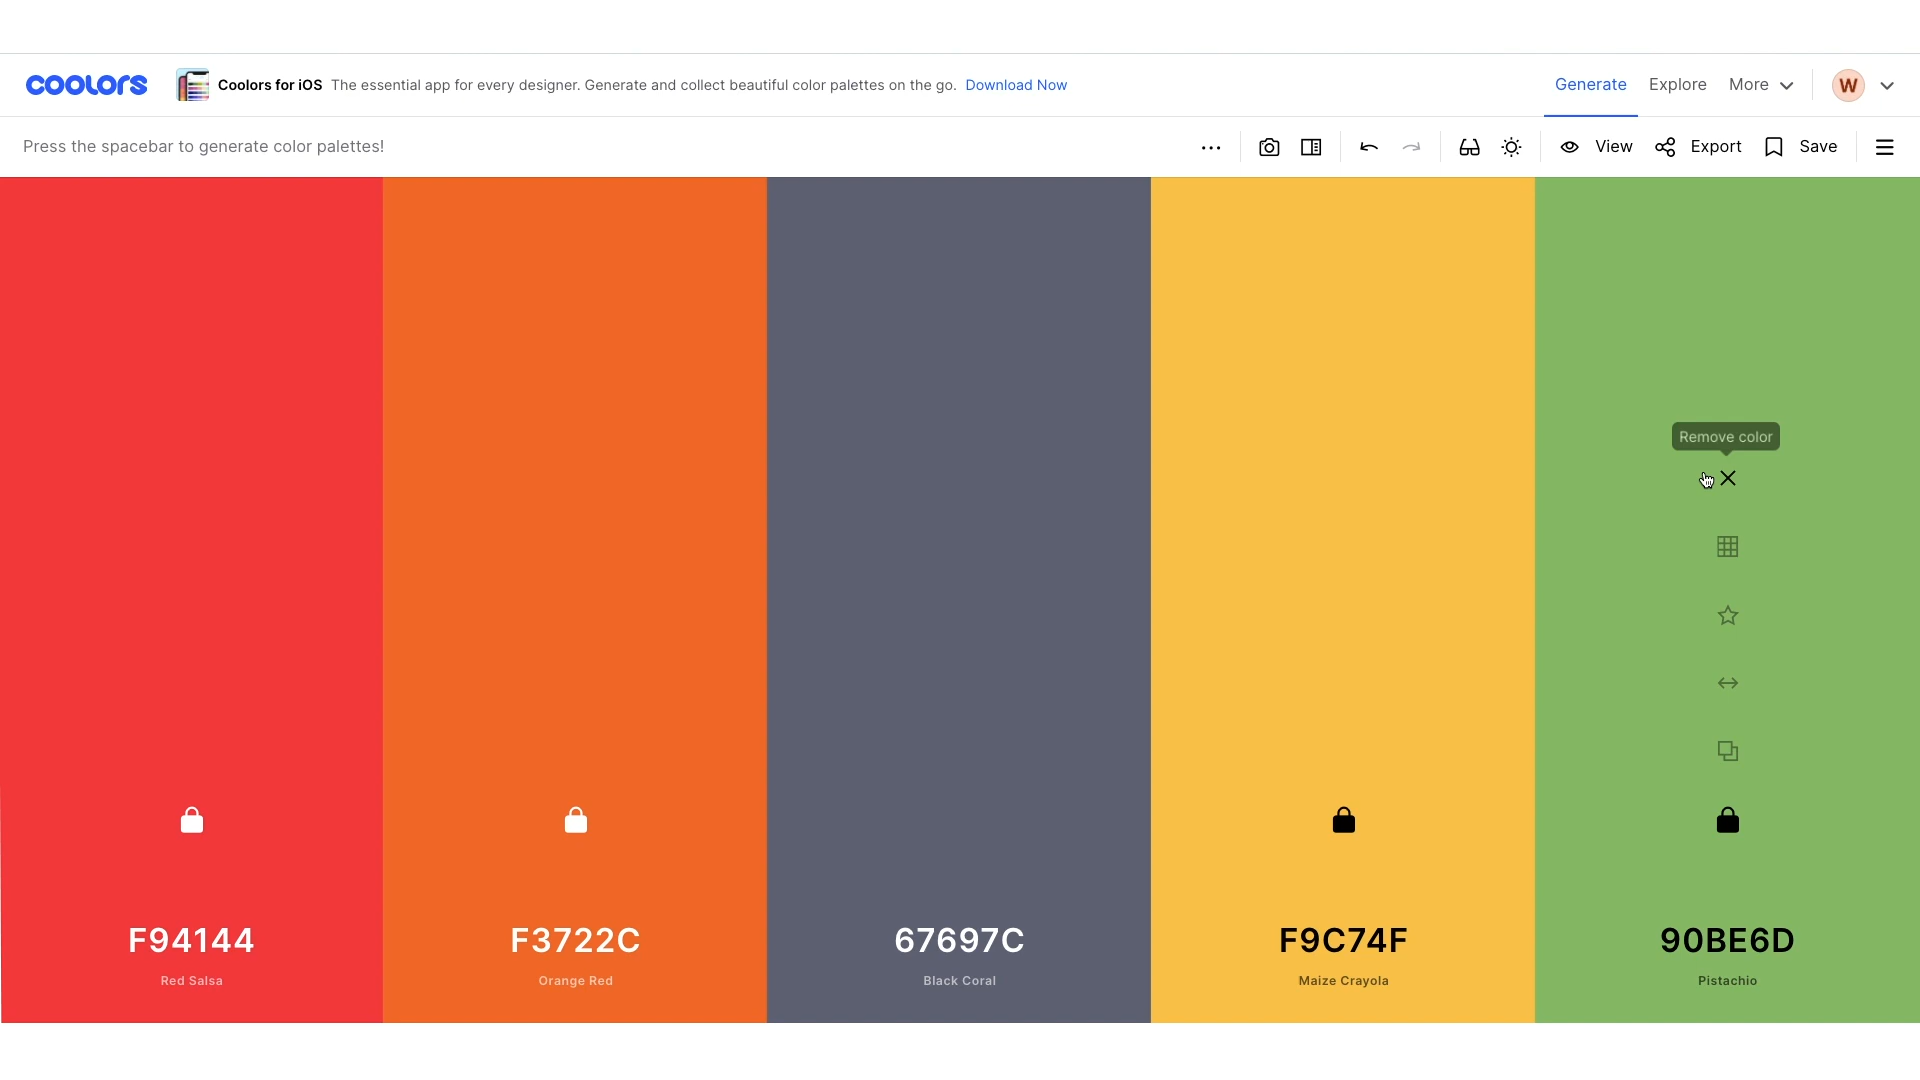 coolors
Coolors for iOS The essential app for every designer. Generate and collect beautiful color palettes on the go. Download Now
Generate Explore More W
Press the spacebar to generate color palettes!
View Export Save
Remove color
F94144 F3722C 67697C F9C74F 90BE6D
Red Salsa Orange Red Black Coral Maize Crayola Pistachio